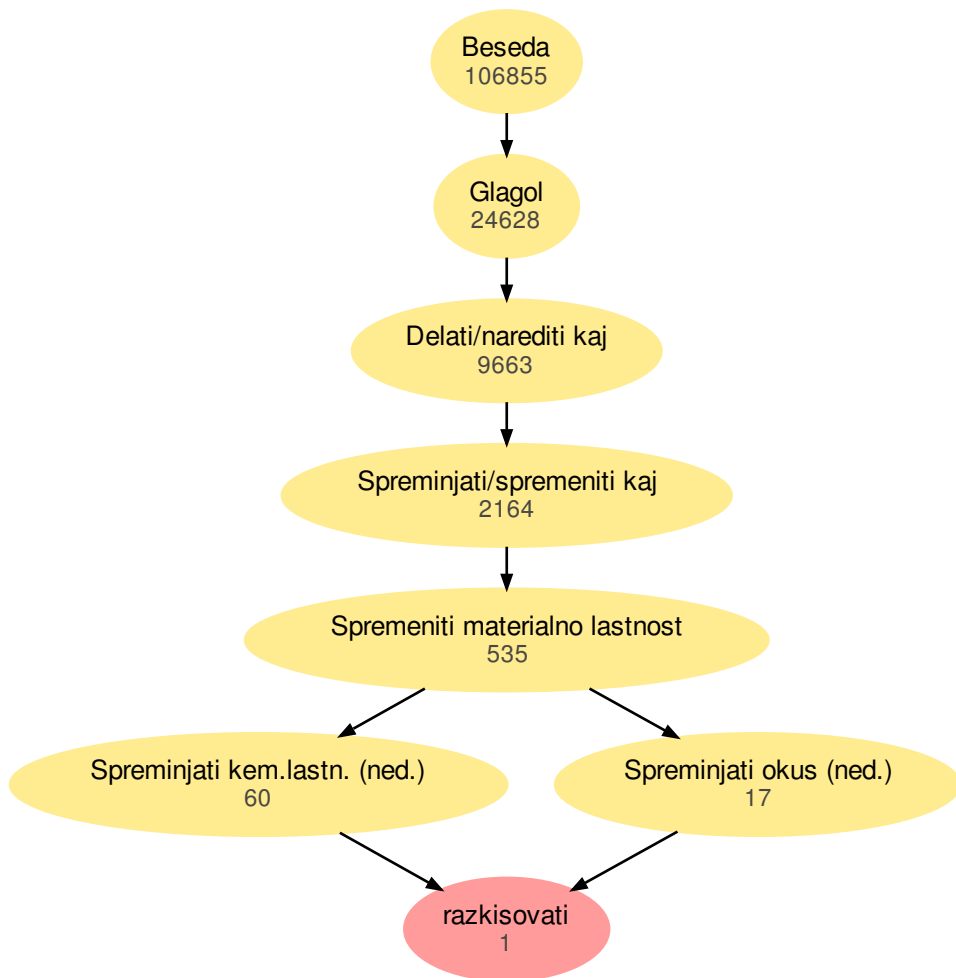 Beseda
106855
Glagol
24628
Delati/narediti kaj
9663
Spreminjati/spremeniti kaj
2164
Spremeniti materialno lastnost
535
Spreminjati kem.lastn. (ned.)
60
Spreminjati okus (ned.)
17
razkisovati
1